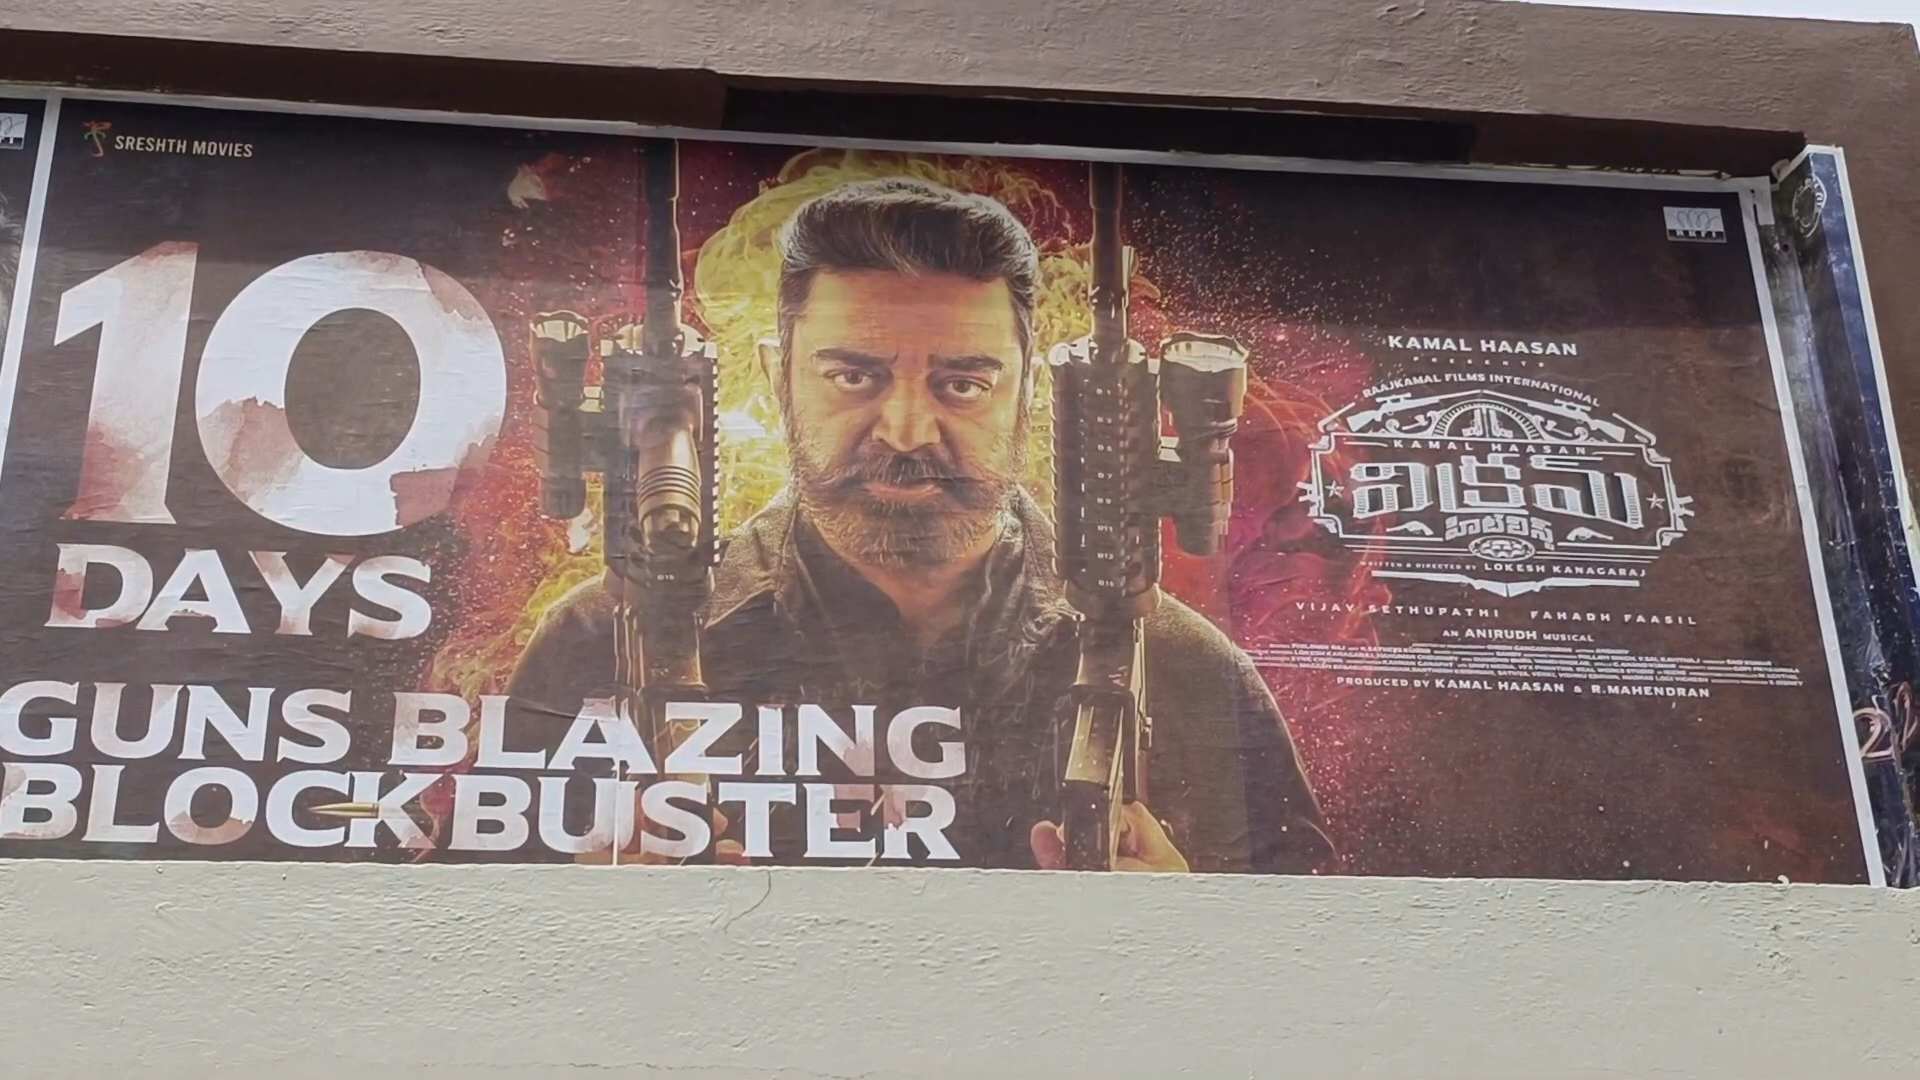 SRESHTH MOVIES
10
DAYS
GUNS BLAZING
BLOCKBUSTER
RKFI
KAMAL HAASAN
PRESENTS
RAAJKAMAL FILMS INTERNATIONAL
KAMAL HAASAN
విక్రమ్
హిట్ లిస్ట్
WRITTEN & DIRECTED BY LOKESH KANAGARAJ
VIJAY SETHUPATHI FAHADH FAASIL
AN ANIRUDH MUSICAL
PRODUCED BY KAMAL HAASAN & R.MAHENDRAN